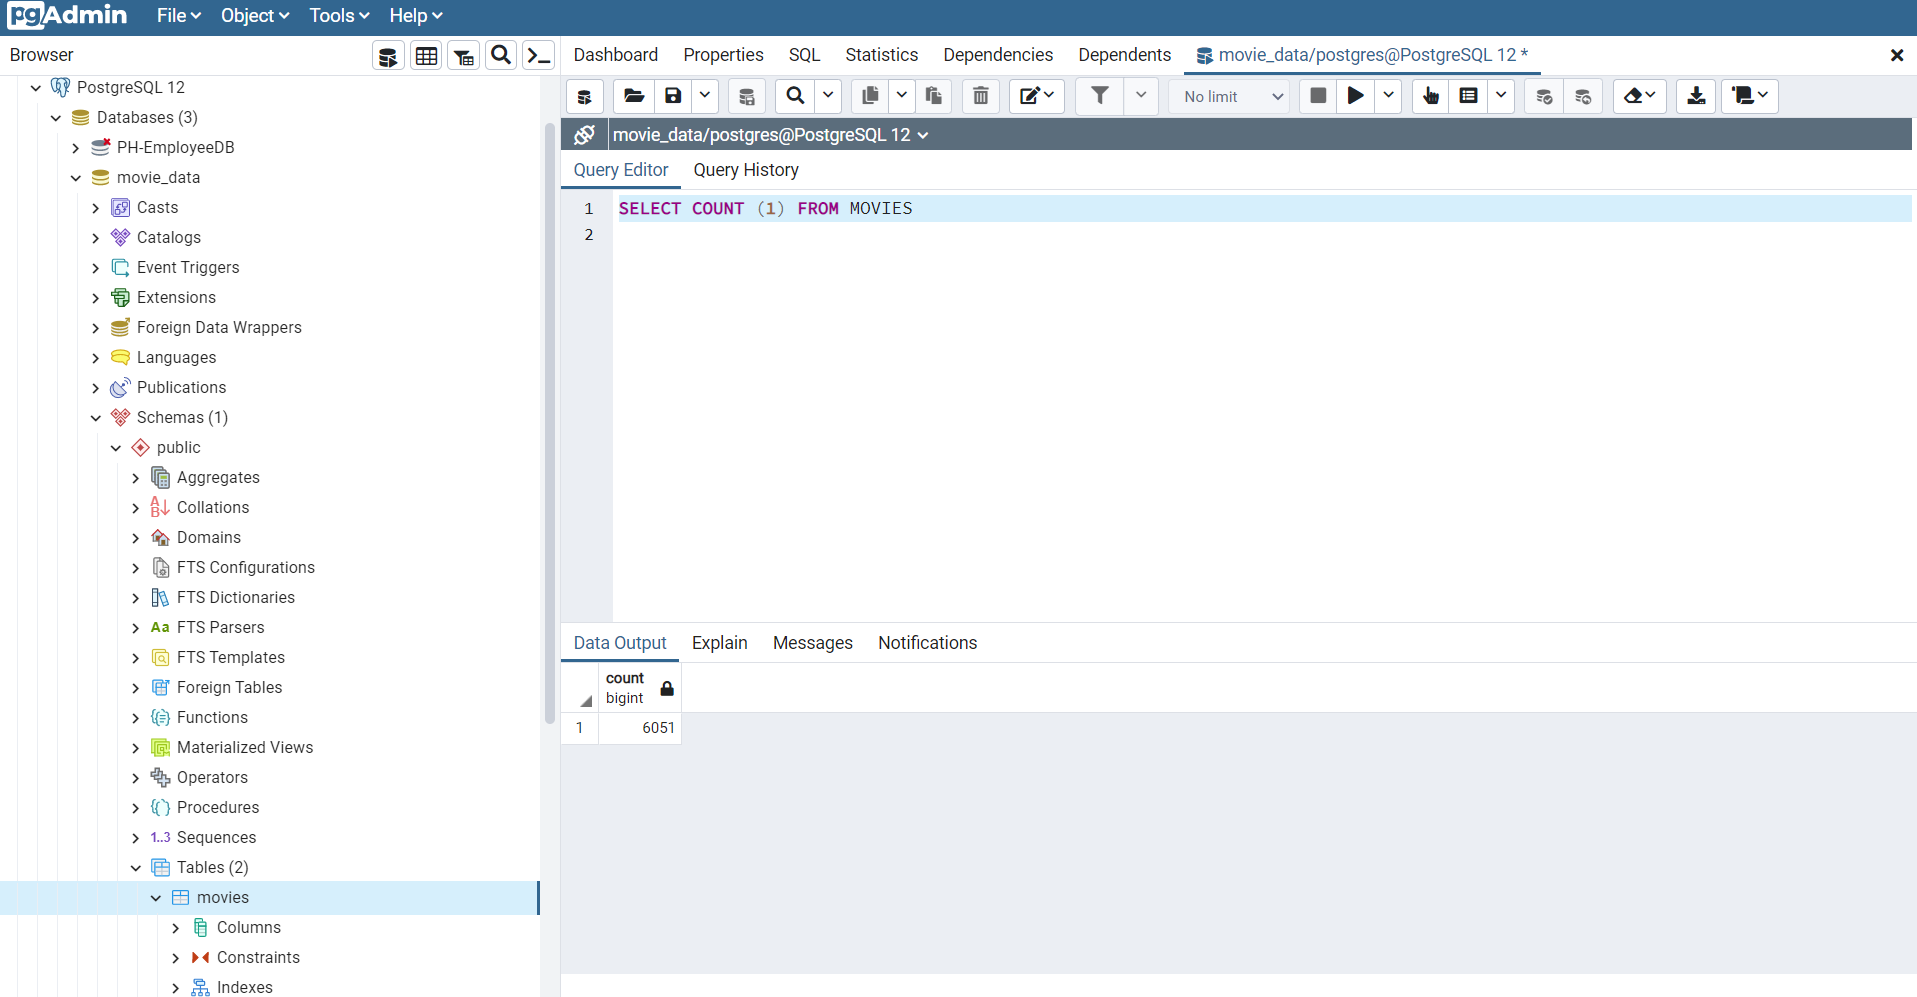 pgAdmin File Object Tools Help
Browser
PostgreSQL 12
Databases (3)
PH-EmployeeDB
movie_data
Casts
Catalogs
Event Triggers
Extensions
Foreign Data Wrappers
Languages
Publications
Schemas (1)
public
Aggregates
Collations
Domains
FTS Configurations
FTS Dictionaries
Aa FTS Parsers
FTS Templates
Foreign Tables
Functions
Materialized Views
Operators
Procedures
1..3 Sequences
Tables (2)
movies
Columns
Constraints
Indexes
Dashboard Properties SQL Statistics Dependencies Dependents movie_data/postgres@PostgreSQL 12 *
No limit
movie_data/postgres@PostgreSQL 12
Query Editor Query History
1 SELECT COUNT (1) FROM MOVIES
2
Data Output Explain Messages Notifications
count
bigint
1 6051